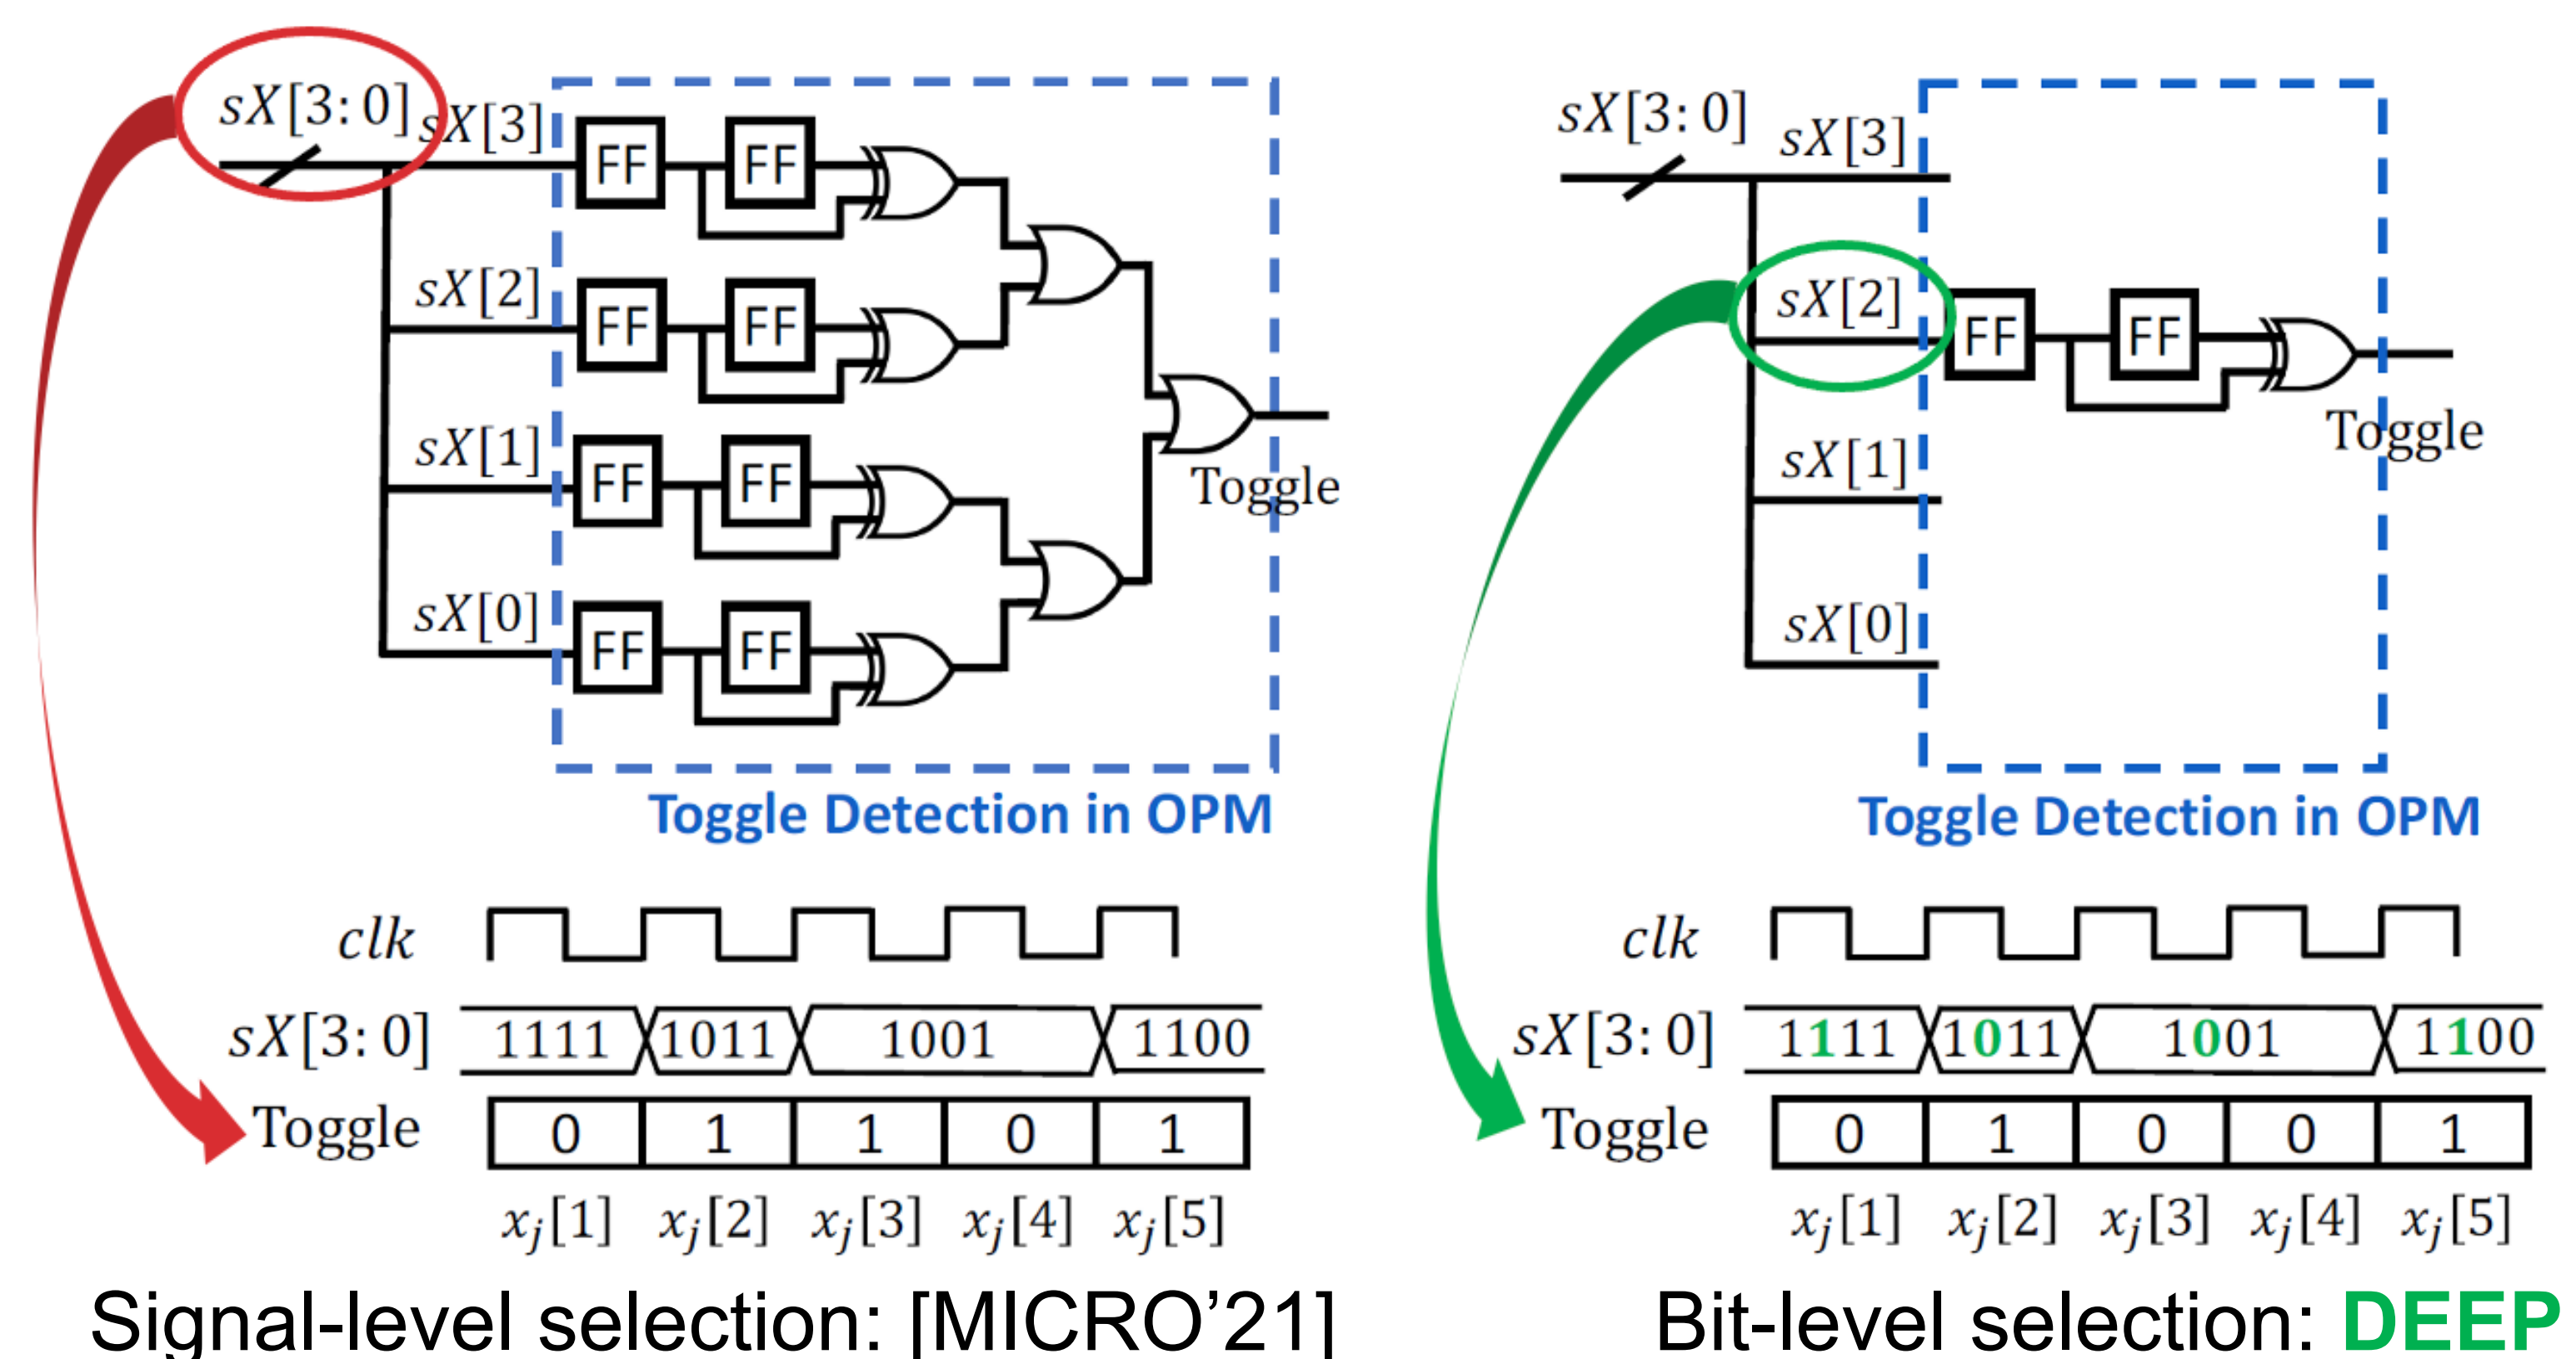 sX[3:0]
sX[3]
FF FF
sX[2]
FF FF
sX[1]
FF FF
Toggle
sX[0]
FF FF
Toggle Detection in OPM
clk
sX[3:0] 1111 1011 1001 1100
Toggle 0 1 1 0 1
xj[1] xj[2] xj[3] xj[4] xj[5]
Signal-level selection: [MICRO’21]
sX[3:0]
sX[3]
sX[2]
FF FF
Toggle
sX[1]
sX[0]
Toggle Detection in OPM
clk
sX[3:0] 1111 1011 1001 1100
Toggle 0 1 0 0 1
xj[1] xj[2] xj[3] xj[4] xj[5]
Bit-level selection: DEEP